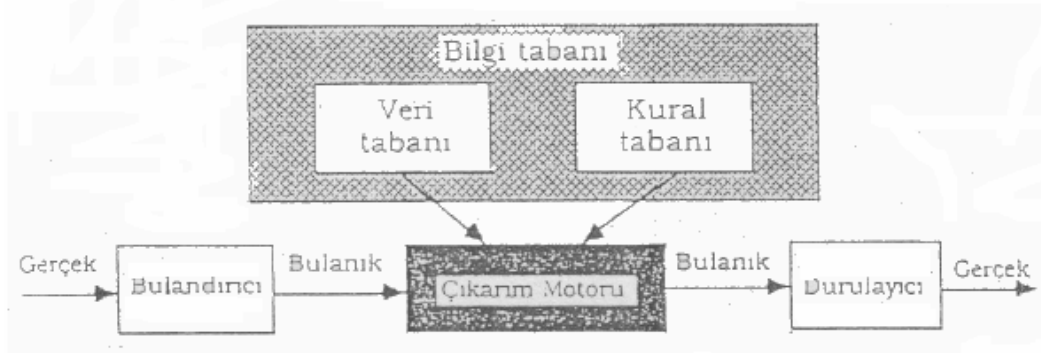 Bilgi tabanı
Veri
tabanı
Kural
tabanı
Gerçek
Bulandırıcı
Bulanık
Çıkarım Motoru
Bulanık
Durulayıcı
Gerçek